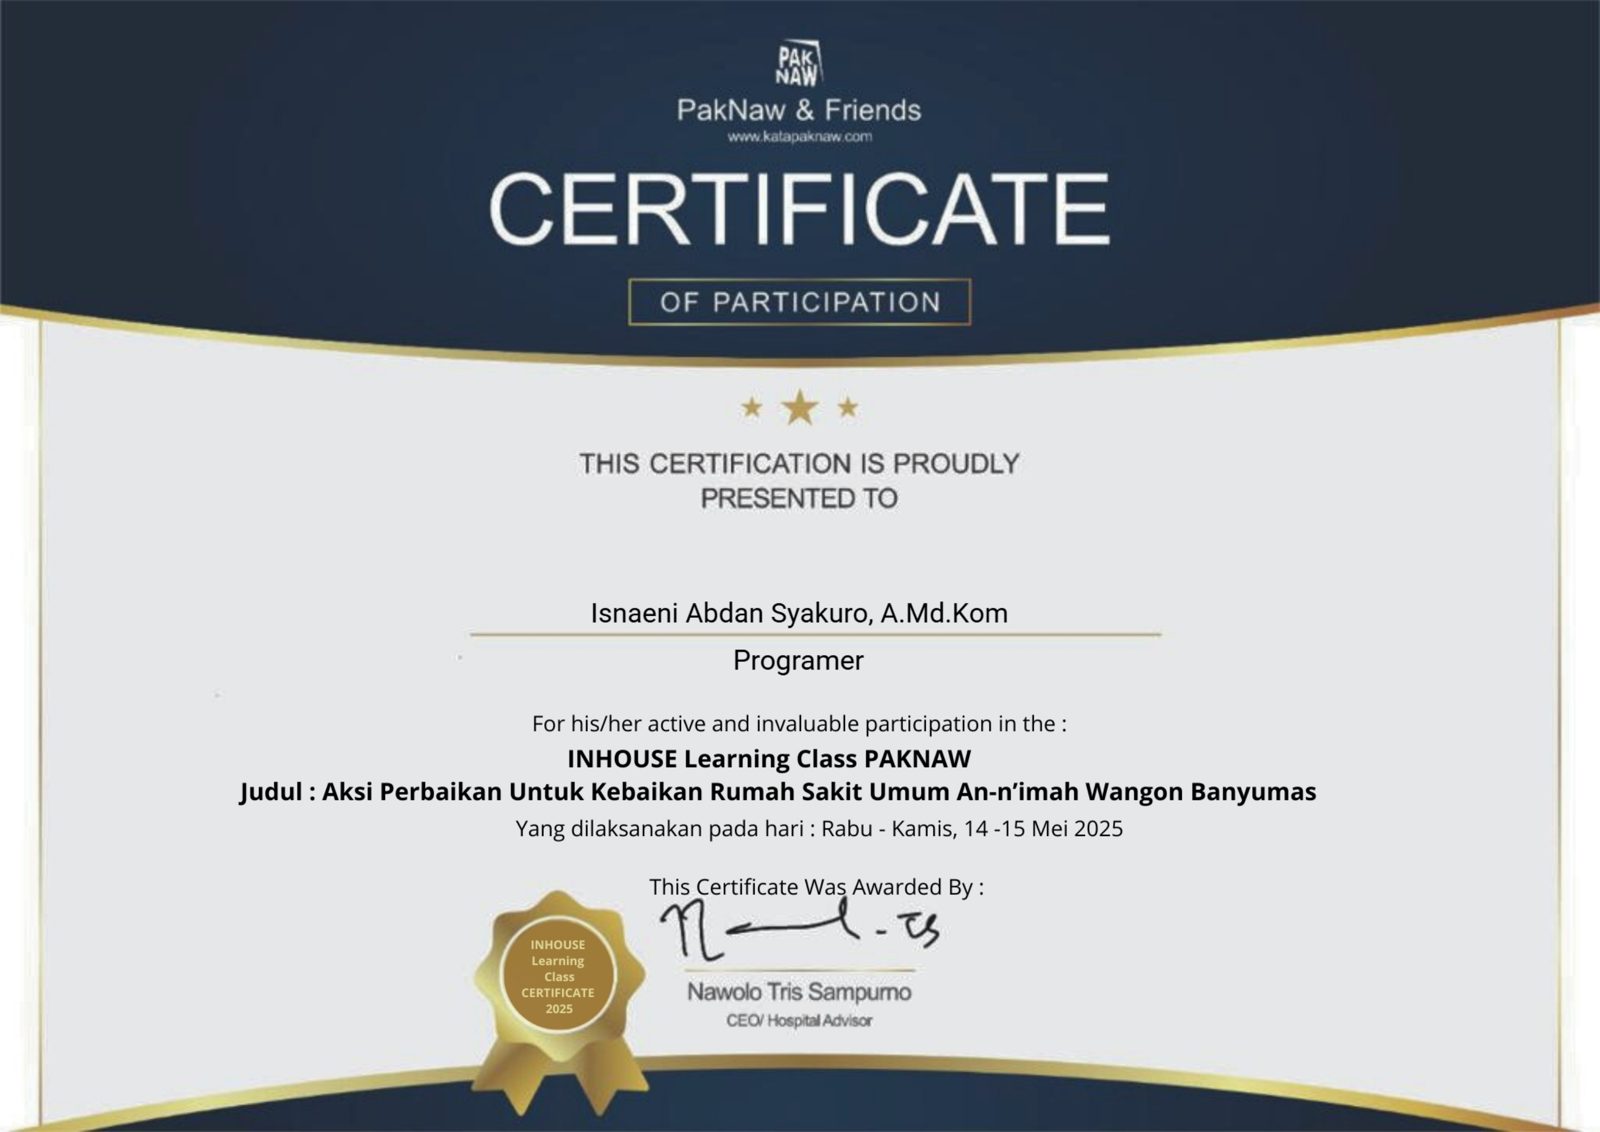 PAK
NAW
PakNaw & Friends
www.katapaknaw.com
CERTIFICATE
OF PARTICIPATION
THIS CERTIFICATION IS PROUDLY
PRESENTED TO
Isnaeni Abdan Syakuro, A.Md.Kom
Programer
For his/her active and invaluable participation in the :
INHOUSE Learning Class PAKNAW
Judul : Aksi Perbaikan Untuk Kebaikan Rumah Sakit Umum An-n’imah Wangon Banyumas
Yang dilaksanakan pada hari : Rabu - Kamis, 14 -15 Mei 2025
This Certificate Was Awarded By :
INHOUSE
Learning
Class
CERTIFICATE
2025
Nawolo Tris Sampurno
CEO/ Hospital Advisor